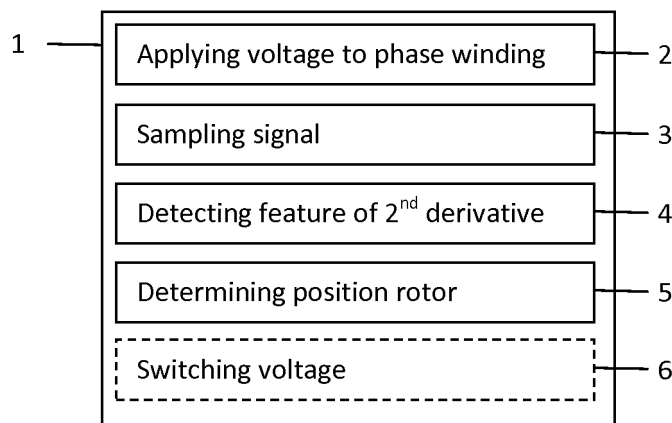 1
Applying voltage to phase winding 2
Sampling signal 3
Detecting feature of 2nd derivative 4
Determining position rotor 5
Switching voltage 6